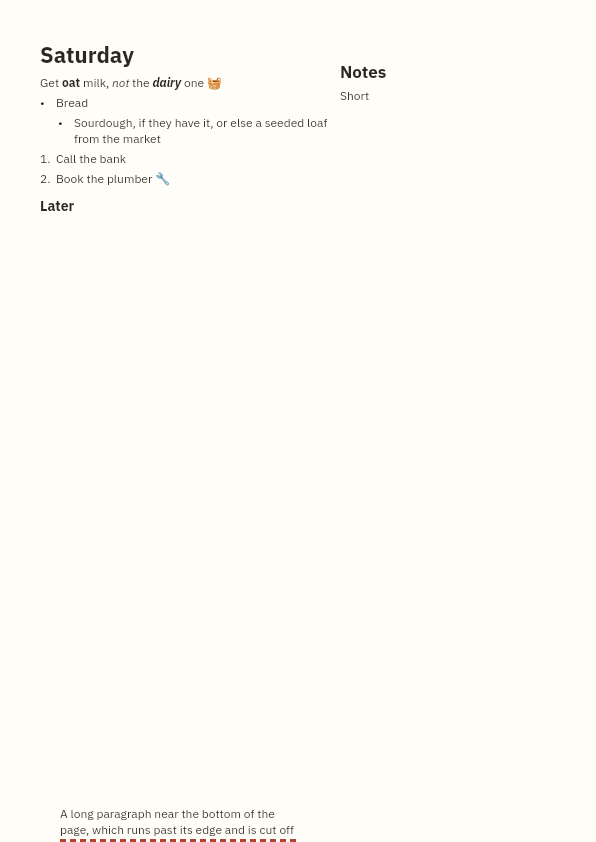 Saturday
Get oat milk, not the dairy one 🧺
• Bread
• Sourdough, if they have it, or else a seeded loaf
from the market
1. Call the bank
2. Book the plumber 🔧
Later
Notes
Short
A long paragraph near the bottom of the
page, which runs past its edge and is cut off